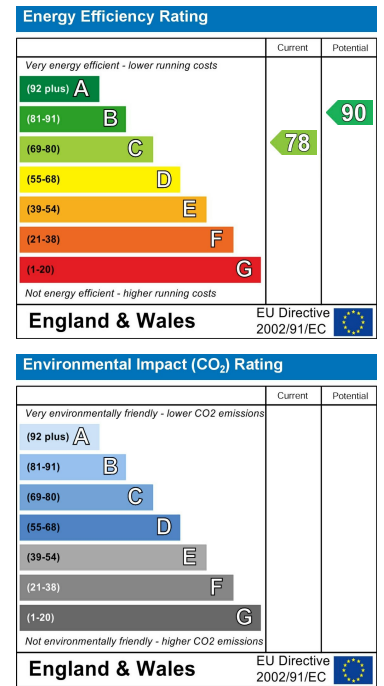 Energy Efficiency Rating
Current Potential
Very energy efficient - lower running costs
(92 plus) A
(81-91) B
(69-80) C
(55-68) D
(39-54) E
(21-38) F
(1-20) G
78
90
Not energy efficient - higher running costs
England & Wales
EU Directive
2002/91/EC
Environmental Impact (CO₂) Rating
Current Potential
Very environmentally friendly - lower CO2 emissions
(92 plus) A
(81-91) B
(69-80) C
(55-68) D
(39-54) E
(21-38) F
(1-20) G
Not environmentally friendly - higher CO2 emissions
England & Wales
EU Directive
2002/91/EC